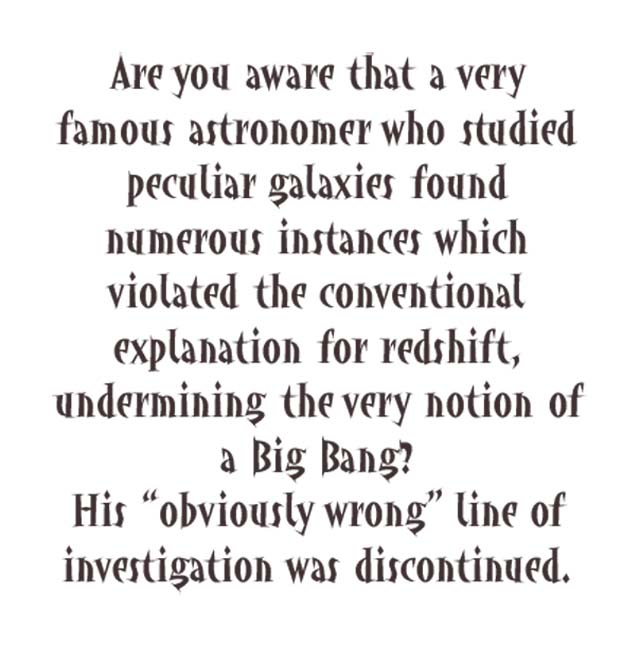 Are you aware that a very
famous astronomer who studied
peculiar galaxies found
numerous instances which
violated the conventional
explanation for redshift,
undermining the very notion of
a Big Bang?
His “obviously wrong” line of
investigation was discontinued.